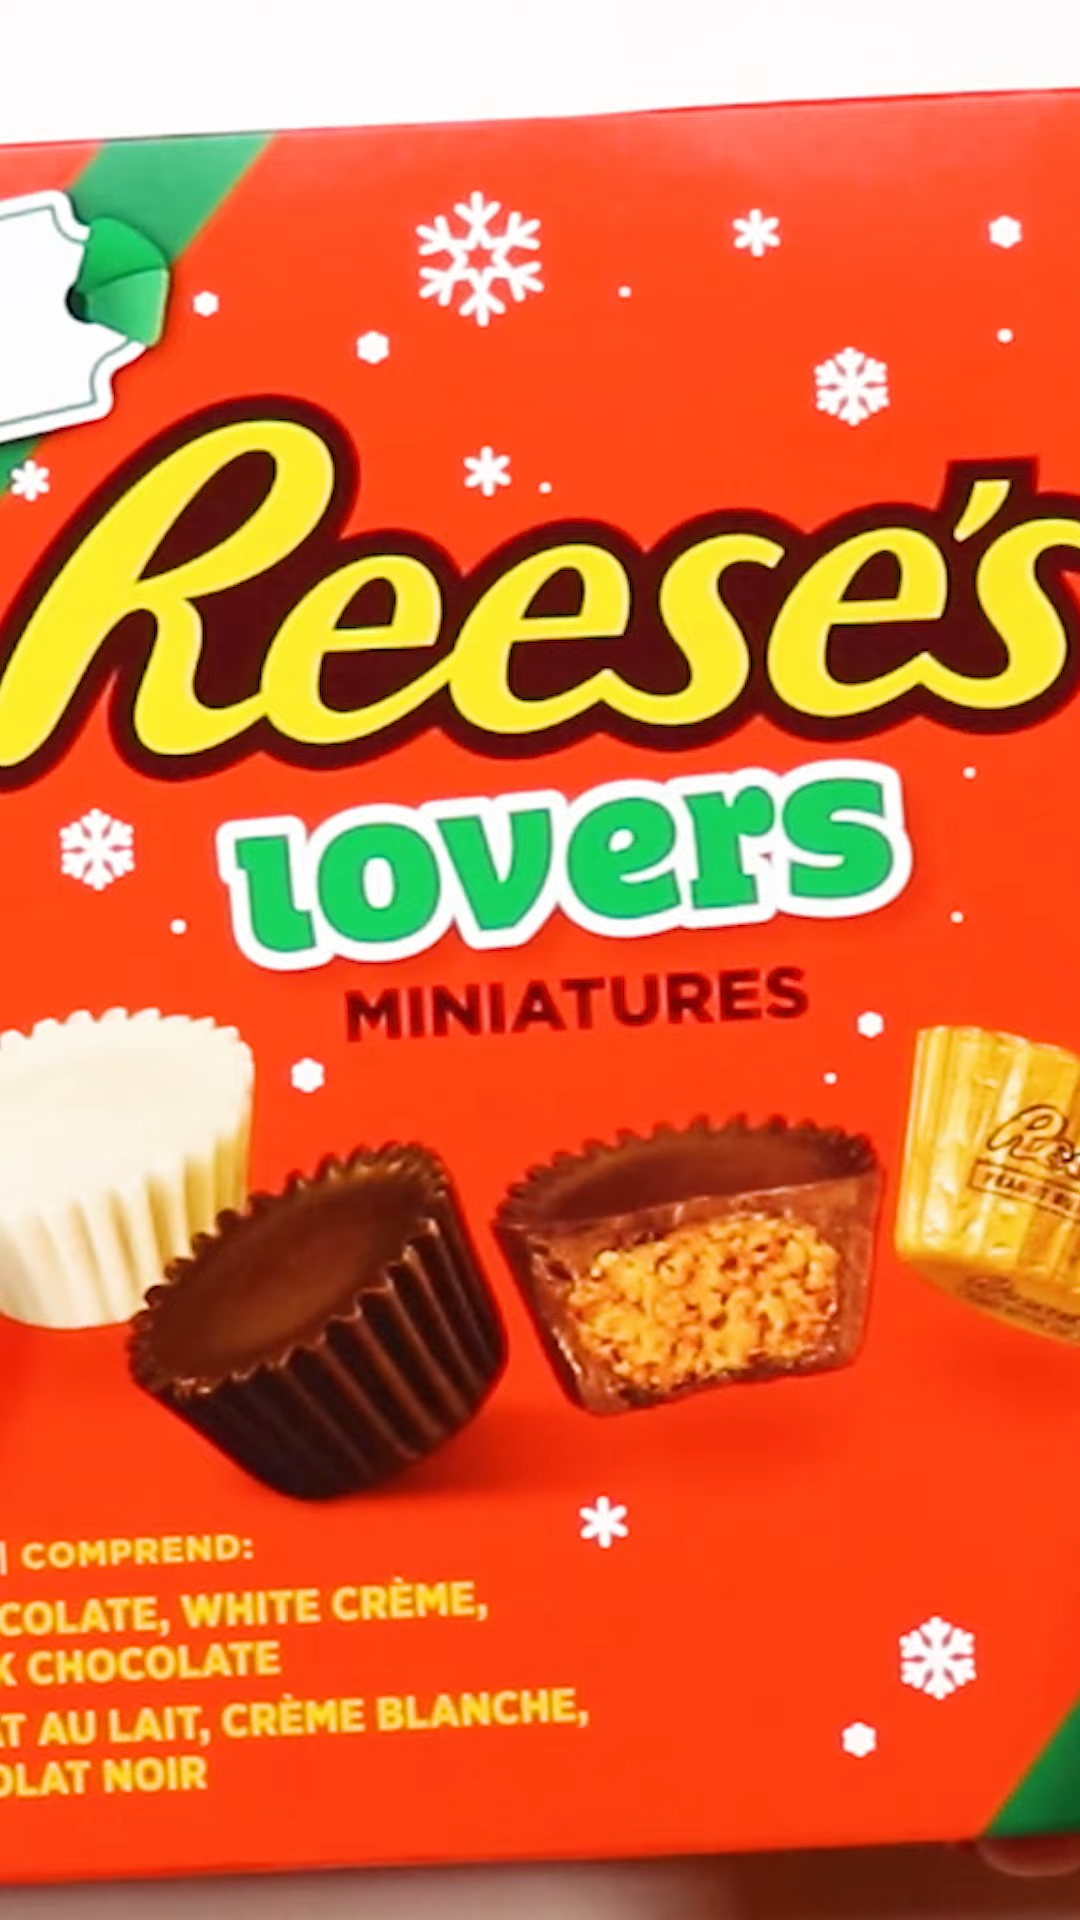 Reese's
lovers
MINIATURES
| COMPREND:
COLATE, WHITE CRÈME,
K CHOCOLATE
AT AU LAIT, CRÈME BLANCHE,
OLAT NOIR